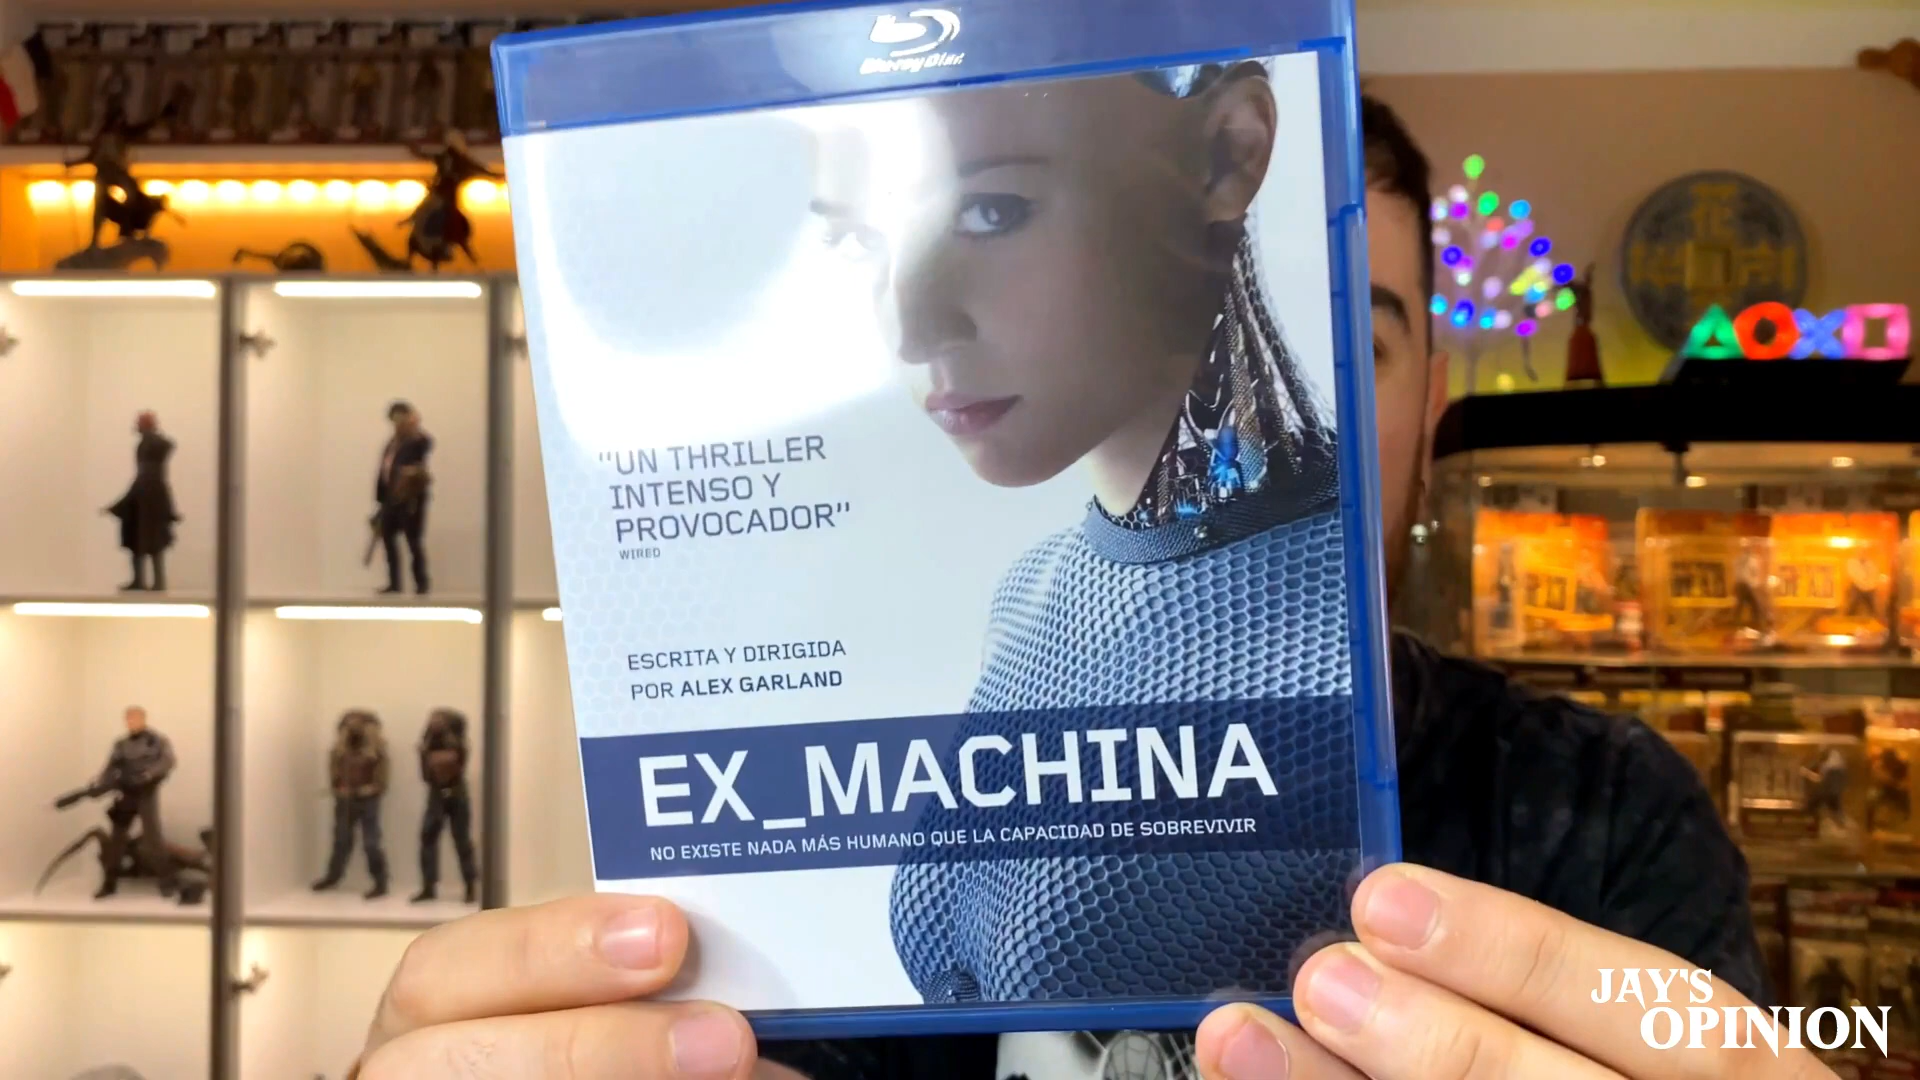 Blu-ray Disc
"UN THRILLER
INTENSO Y
PROVOCADOR"
WIRED
ESCRITA Y DIRIGIDA
POR ALEX GARLAND
EX_MACHINA
NO EXISTE NADA MÁS HUMANO QUE LA CAPACIDAD DE SOBREVIVIR
JAY'S
OPINION